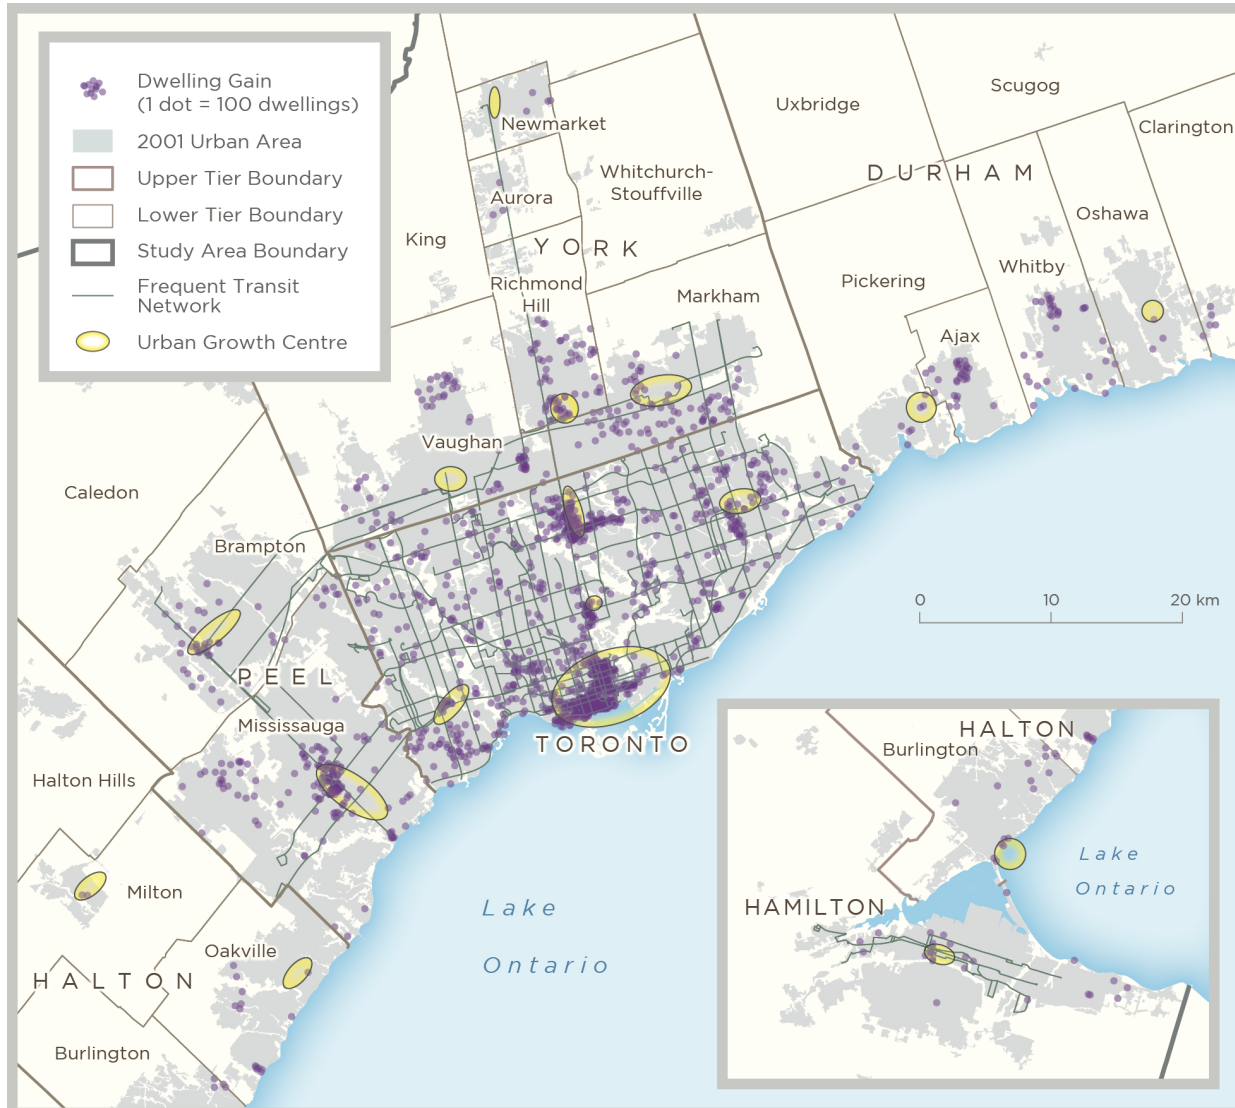 Dwelling Gain
(1 dot = 100 dwellings)
2001 Urban Area
Upper Tier Boundary
Lower Tier Boundary
Study Area Boundary
Frequent Transit
Network
Urban Growth Centre
Scugog
Uxbridge
Clarington
Newmarket
DURHAM
Whitchurch-
Stouffville
Aurora
Oshawa
King
YORK
Whitby
Pickering
Richmond
Hill
Markham
Ajax
Vaughan
Caledon
Brampton
0 10 20 km
PEEL
Mississauga
TORONTO
Halton Hills
Milton
Lake
Ontario
Oakville
HALTON
Burlington
HALTON
Burlington
Lake
Ontario
HAMILTON